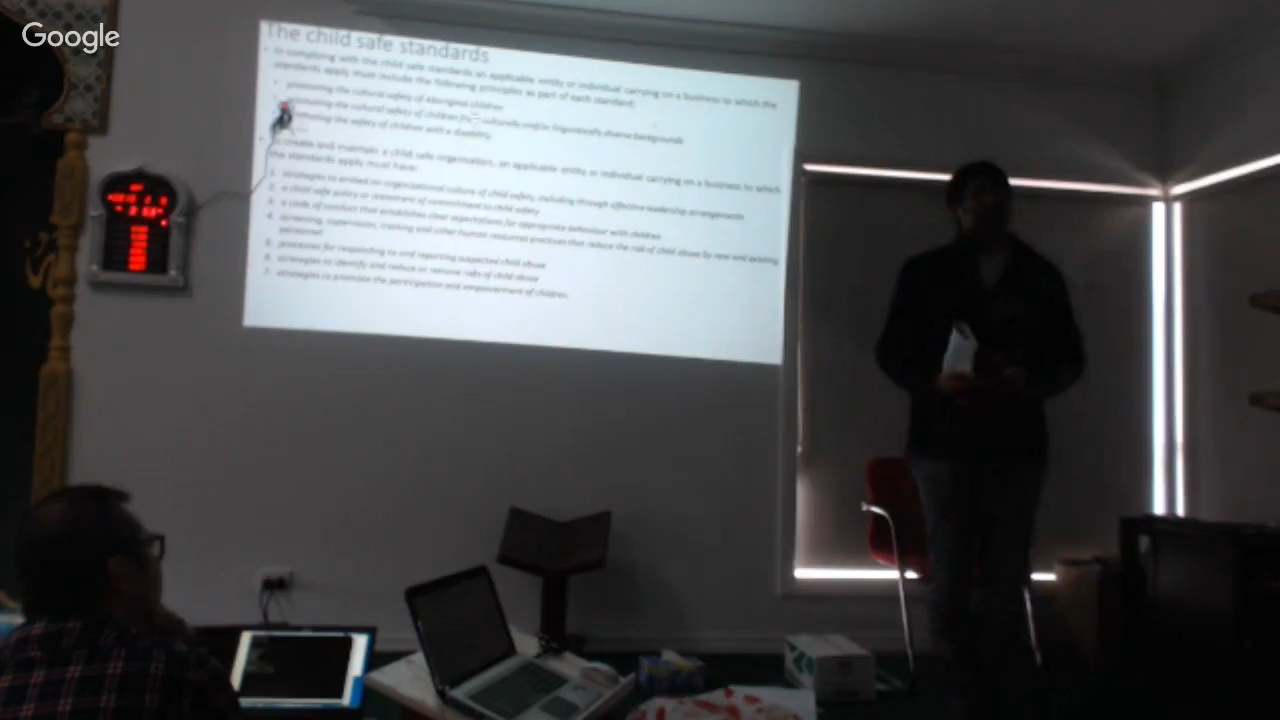 Google
The child safe standards
• In complying with the child safe standards an applicable entity or individual carrying on a business to which the
standards apply must include the following principles as part of each standard:
• promoting the cultural safety of Aboriginal children
promoting the cultural safety of children from culturally and/or linguistically diverse backgrounds
promoting the safety of children with a disability.
• To create and maintain a child safe organisation, an applicable entity or individual carrying on a business to which
the standards apply must have:
1. strategies to embed an organisational culture of child safety, including through effective leadership arrangements
2. a child safe policy or statement of commitment to child safety
3. a code of conduct that establishes clear expectations for appropriate behaviour with children
4. screening, supervision, training and other human resources practices that reduce the risk of child abuse by new and existing
personnel
5. processes for responding to and reporting suspected child abuse
6. strategies to identify and reduce or remove risks of child abuse
7. strategies to promote the participation and empowerment of children.